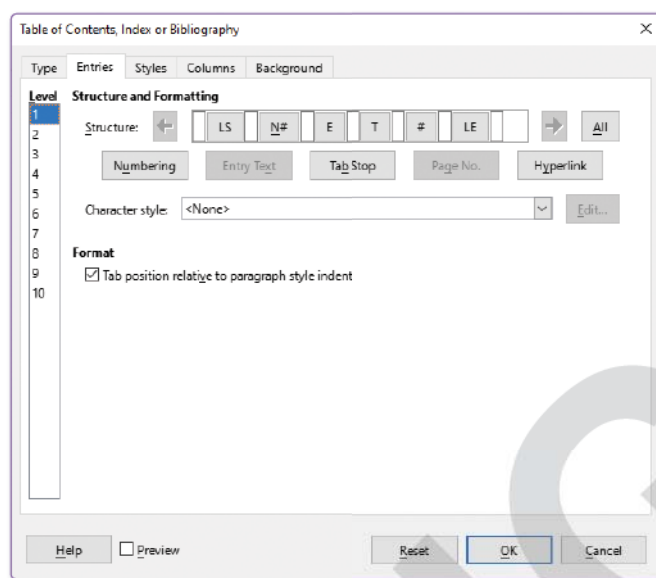 Table of Contents, Index or Bibliography
Type Entries Styles Columns Background
Level Structure and Formatting
1 Structure: LS N# E T # LE All
2
3
4 Numbering Entry Text Tab Stop Page No. Hyperlink
5
6 Character style: <None> Edit...
7
8 Format
9 Tab position relative to paragraph style indent
10
Help Preview Reset OK Cancel